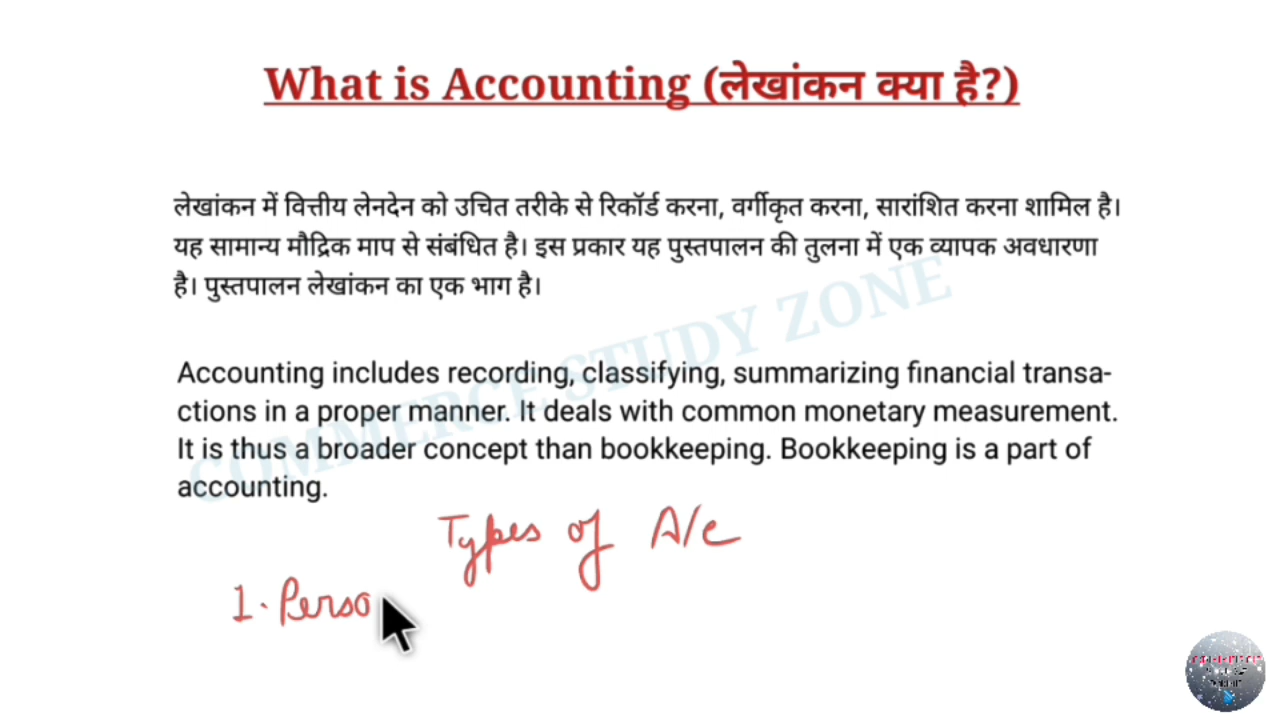 What is Accounting (लेखांकन क्या है?)
लेखांकन में वित्तीय लेनदेन को उचित तरीके से रिकॉर्ड करना, वर्गीकृत करना, सारांशित करना शामिल है।
यह सामान्य मौद्रिक माप से संबंधित है। इस प्रकार यह पुस्तपालन की तुलना में एक व्यापक अवधारणा
है। पुस्तपालन लेखांकन का एक भाग है।
COMMERCE STUDY ZONE
Accounting includes recording, classifying, summarizing financial transa-
ctions in a proper manner. It deals with common monetary measurement.
It is thus a broader concept than bookkeeping. Bookkeeping is a part of
accounting.
Types of A/c
1. Perso